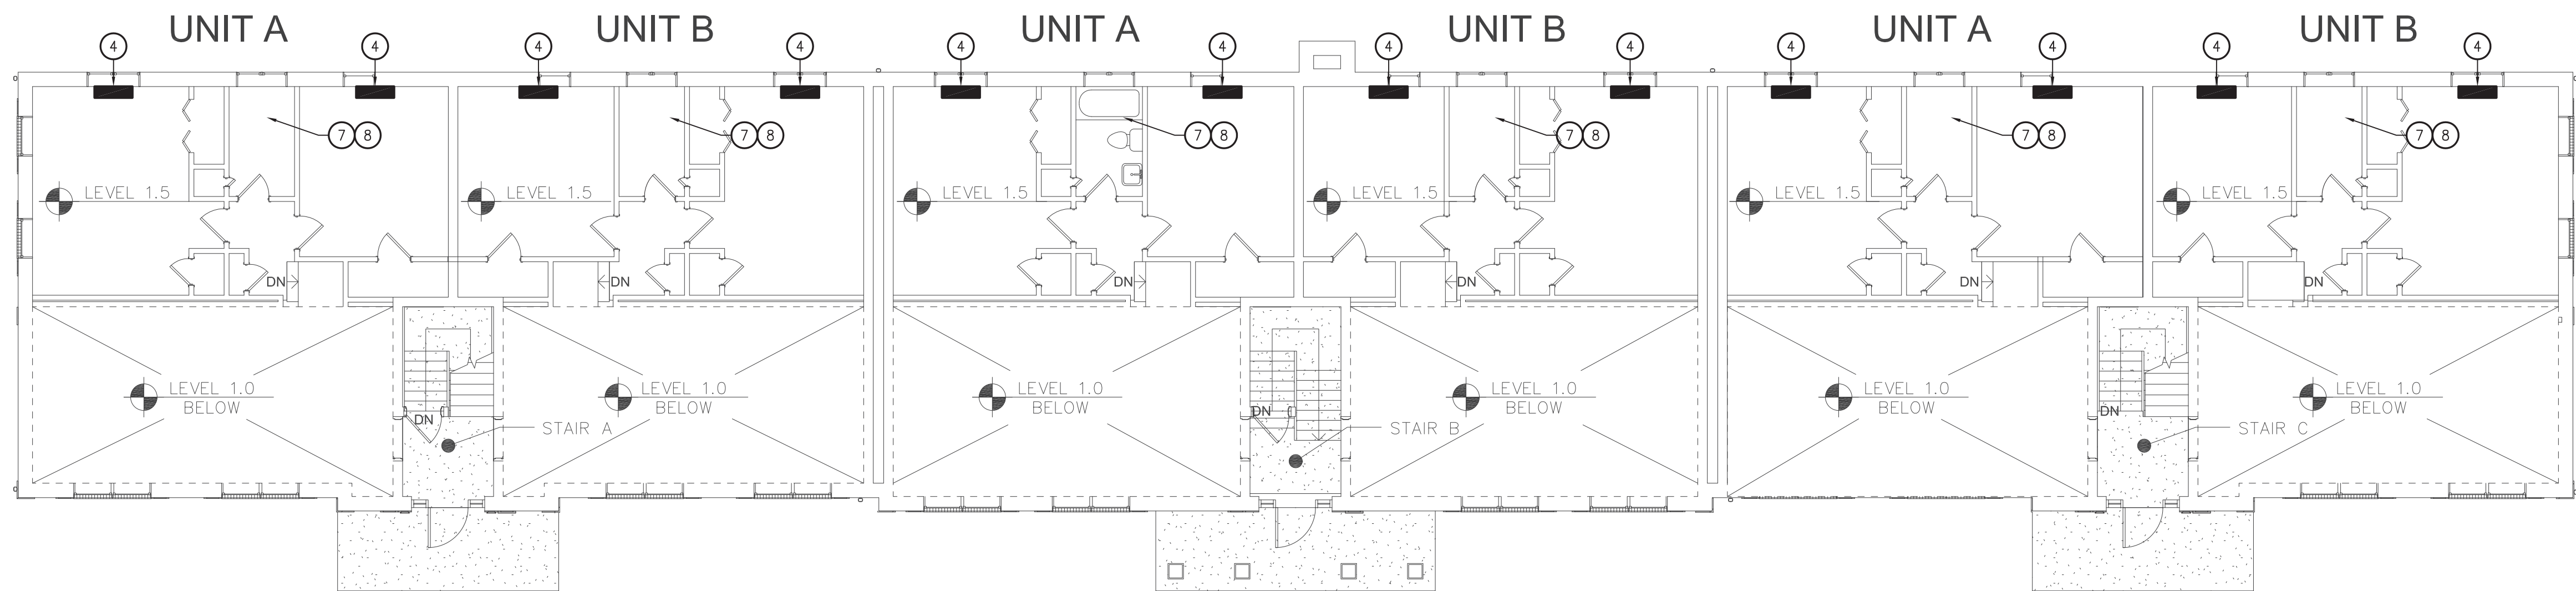 UNIT A
UNIT B
UNIT A
UNIT B
UNIT A
UNIT B
4
4
4
4
4
4
4
4
4
4
4
4
7 8
7 8
7 8
7 8
7 8
7 8
LEVEL 1.5
LEVEL 1.5
LEVEL 1.5
LEVEL 1.5
LEVEL 1.5
LEVEL 1.5
DN
DN
DN
DN
DN
DN
LEVEL 1.0
BELOW
LEVEL 1.0
BELOW
LEVEL 1.0
BELOW
LEVEL 1.0
BELOW
LEVEL 1.0
BELOW
LEVEL 1.0
BELOW
DN
DN
DN
STAIR A
STAIR B
STAIR C